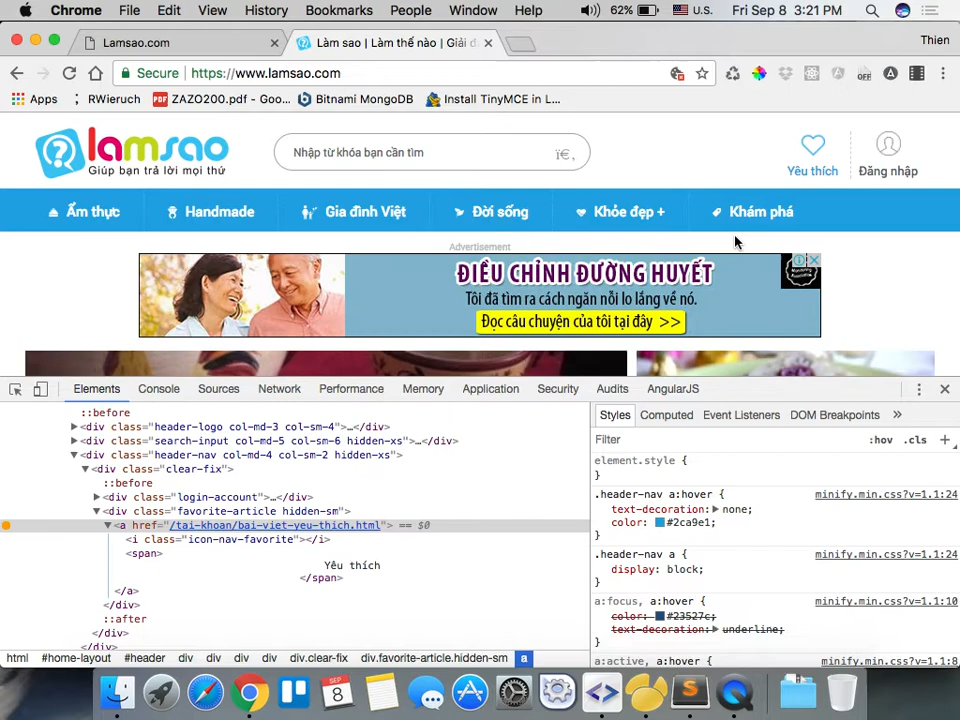 Chrome File Edit View History Bookmarks People Window Help 62% U.S. Fri Sep 8 3:21 PM
Lamsao.com Làm sao | Làm thế nào | Giải đ Thien
Secure https://www.lamsao.com OFF
Apps RWieruch PDF ZAZO200.pdf - Goo... Bitnami MongoDB Install TinyMCE in L...
lamsao
Giúp bạn trả lời mọi thứ
Nhập từ khóa bạn cần tìm ï€,
Yêu thích Đăng nhập
Ẩm thực Handmade Gia đình Việt Đời sống Khỏe đẹp + Khám phá
Advertisement
ĐIỀU CHỈNH ĐƯỜNG HUYẾT
Tôi đã tìm ra cách ngăn nỗi lo lắng về nó.
Đọc câu chuyện của tôi tại đây >>
Elements Console Sources Network Performance Memory Application Security Audits AngularJS
::before
<div class="header-logo col-md-3 col-sm-4">…</div>
<div class="search-input col-md-5 col-sm-6 hidden-xs">…</div>
<div class="header-nav col-md-4 col-sm-2 hidden-xs">
<div class="clear-fix">
::before
<div class="login-account">…</div>
<div class="favorite-article hidden-sm">
<a href="/tai-khoan/bai-viet-yeu-thich.html"> == $0
<i class="icon-nav-favorite"></i>
<span>
Yêu thích
</span>
</a>
</div>
::after
</div>
</div>
html #home-layout #header div div div div div.clear-fix div.favorite-article.hidden-sm a
Styles Computed Event Listeners DOM Breakpoints »
Filter :hov .cls +
element.style {
}
.header-nav a:hover { minify.min.css?v=1.1:24
text-decoration: none;
color: #2ca9e1;
}
.header-nav a { minify.min.css?v=1.1:24
display: block;
}
a:focus, a:hover { minify.min.css?v=1.1:10
color: #23527c;
text-decoration: underline;
}
a:active, a:hover { minify.min.css?v=1.1:8
SEP
8